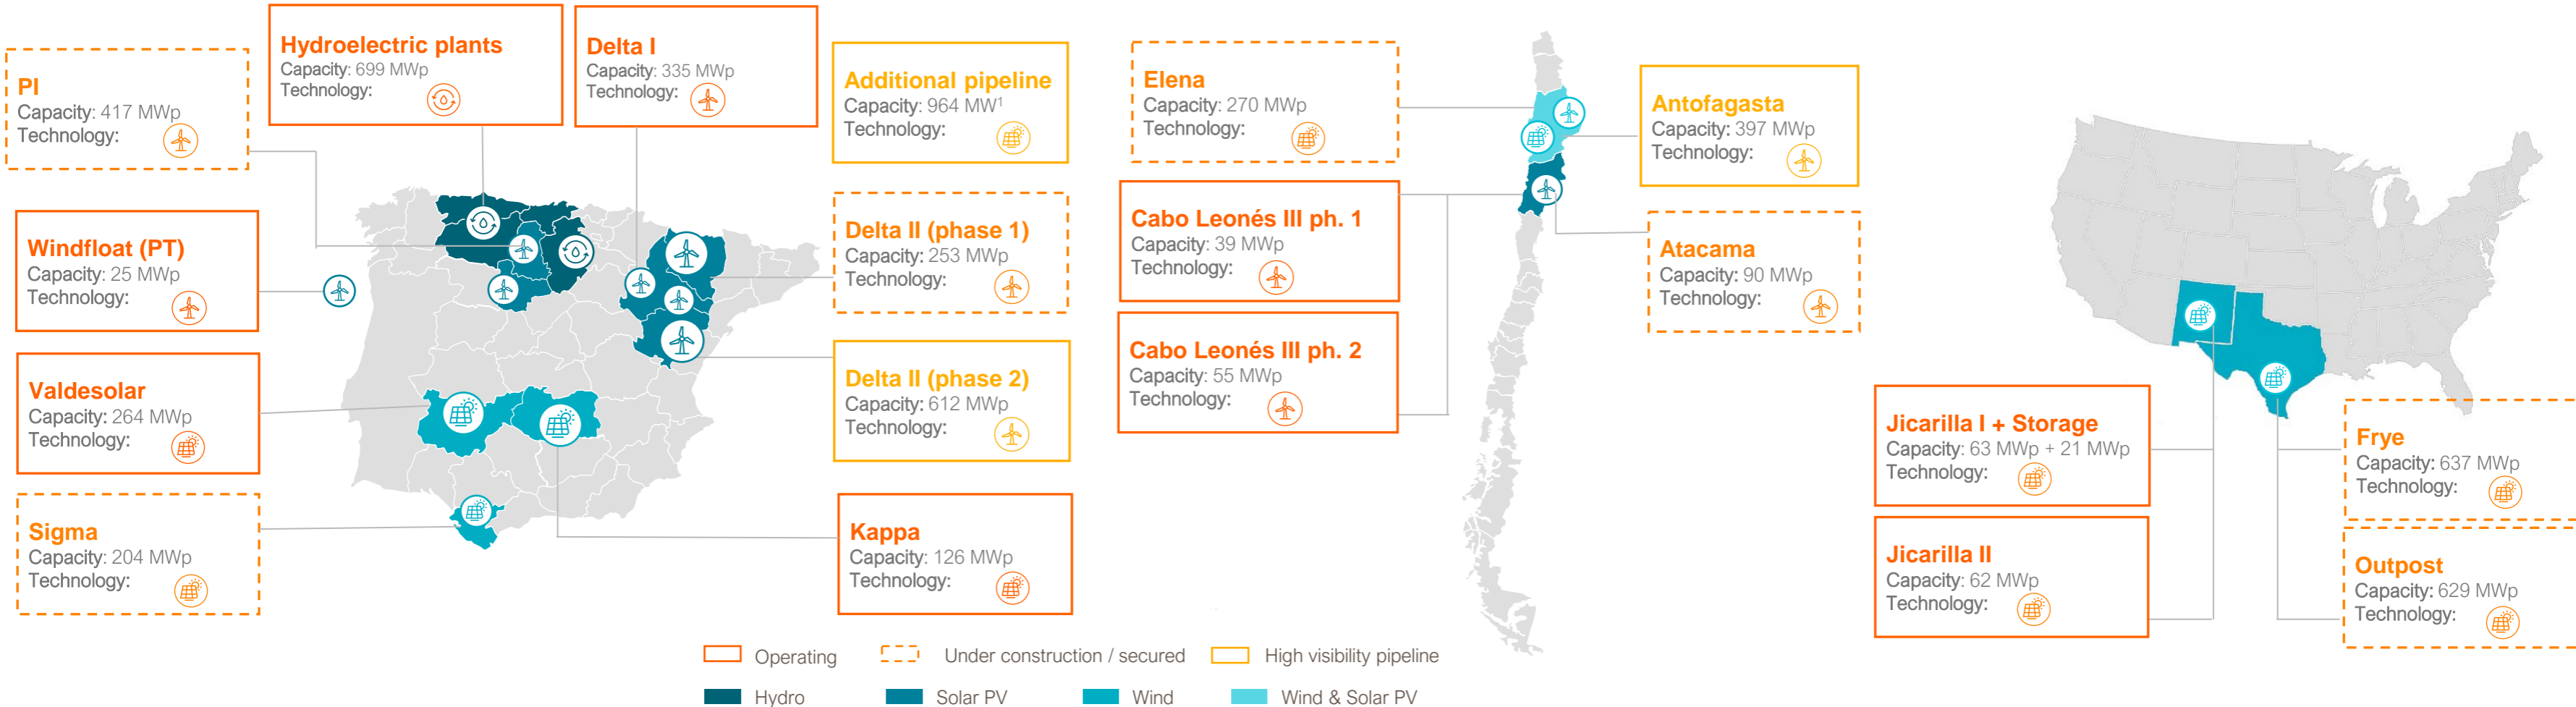 PI
Capacity: 417 MWp
Technology:
Hydroelectric plants
Capacity: 699 MWp
Technology:
Delta I
Capacity: 335 MWp
Technology:
Additional pipeline
Capacity: 964 MW¹
Technology:
Windfloat (PT)
Capacity: 25 MWp
Technology:
Delta II (phase 1)
Capacity: 253 MWp
Technology:
Valdesolar
Capacity: 264 MWp
Technology:
Delta II (phase 2)
Capacity: 612 MWp
Technology:
Sigma
Capacity: 204 MWp
Technology:
Kappa
Capacity: 126 MWp
Technology:
Elena
Capacity: 270 MWp
Technology:
Antofagasta
Capacity: 397 MWp
Technology:
Cabo Leonés III ph. 1
Capacity: 39 MWp
Technology:
Atacama
Capacity: 90 MWp
Technology:
Cabo Leonés III ph. 2
Capacity: 55 MWp
Technology:
Jicarilla I + Storage
Capacity: 63 MWp + 21 MWp
Technology:
Frye
Capacity: 637 MWp
Technology:
Jicarilla II
Capacity: 62 MWp
Technology:
Outpost
Capacity: 629 MWp
Technology:
Operating
Under construction / secured
High visibility pipeline
Hydro
Solar PV
Wind
Wind & Solar PV